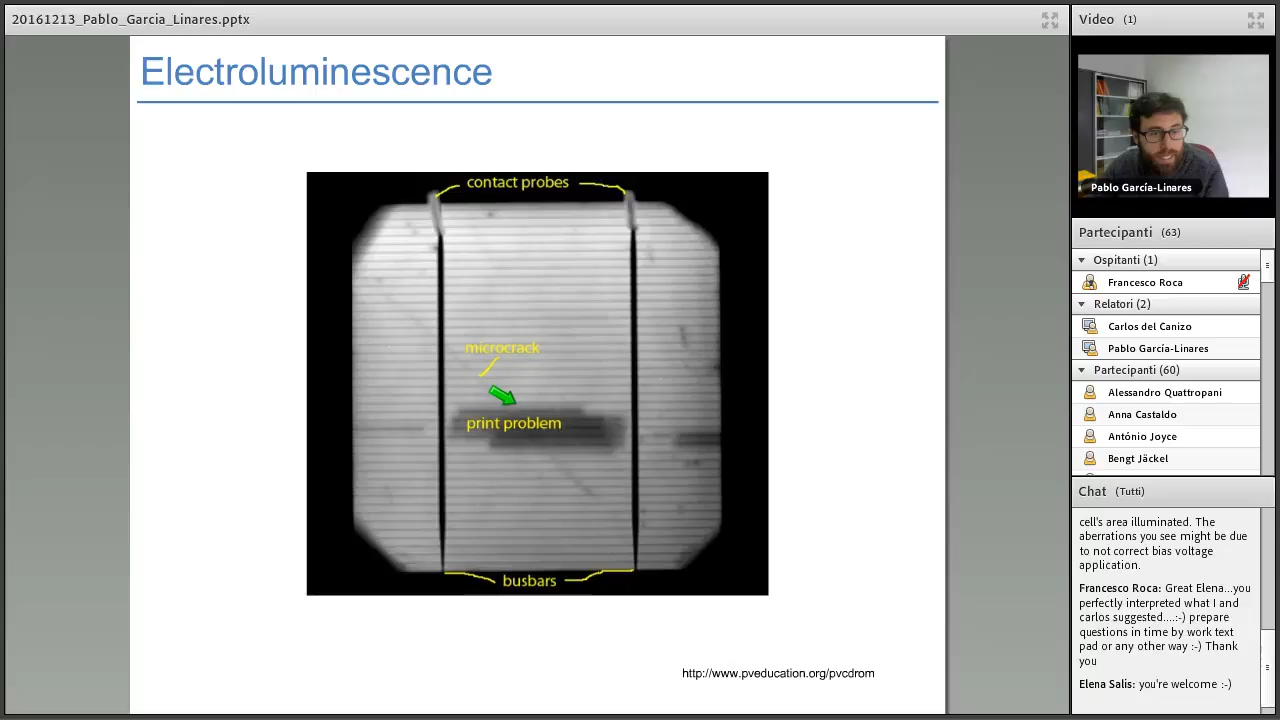 20161213_Pablo_Garcia_Linares.pptx
Electroluminescence
contact probes
microcrack
print problem
busbars
http://www.pveducation.org/pvcdrom
Video (1)
Pablo García-Linares
Partecipanti (63)
Ospitanti (1)
Francesco Roca
Relatori (2)
Carlos del Canizo
Pablo García-Linares
Partecipanti (60)
Alessandro Quattropani
Anna Castaldo
António Joyce
Bengt Jäckel
Chat (Tutti)
cell's area illuminated. The
aberrations you see might be due
to not correct bias voltage
application.
Francesco Roca: Great Elena...you
perfectly interpreted what I and
carlos suggested....:-) prepare
questions in time by work text
pad or any other way :-) Thank
you
Elena Salis: you're welcome :-)